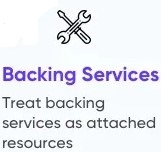 Backing Services
Treat backing
services as attached
resources